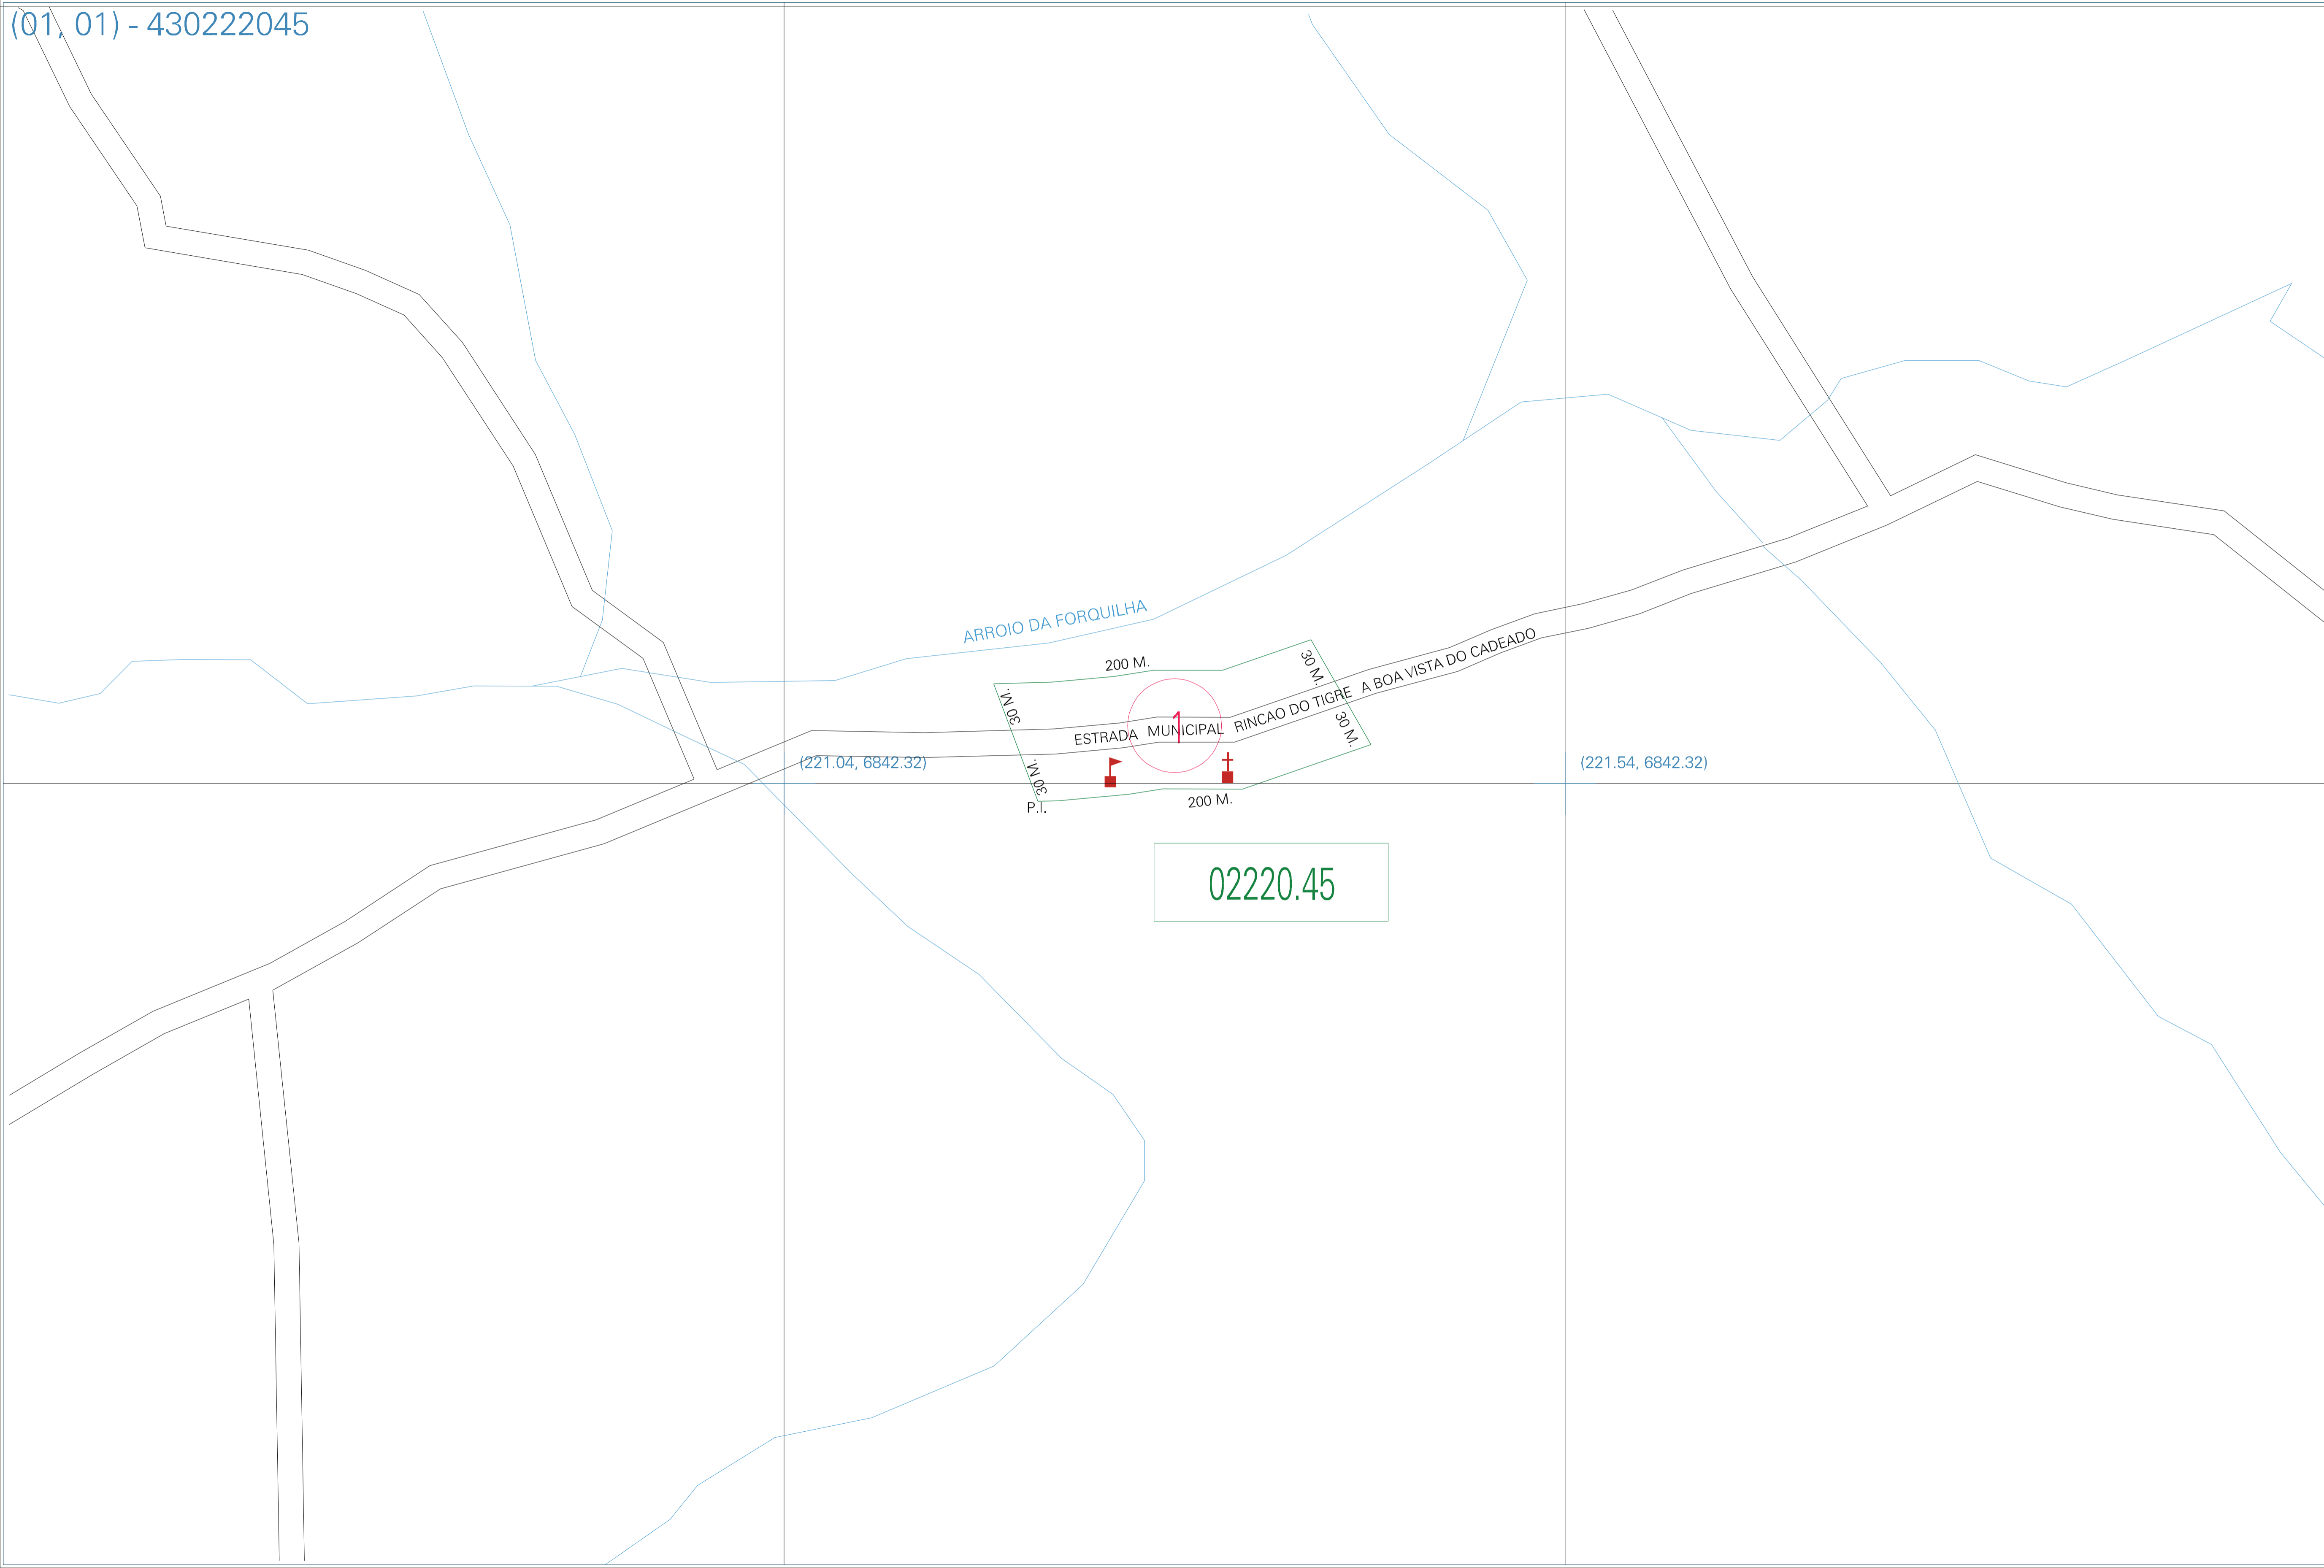 (01, 01) - 430222045
ARROIO DA FORQUILHA
200 M.
30 M.
30 M.
ESTRADA MUNICIPAL RINCAO DO TIGRE A BOA VISTA DO CADEADO
1
30 M.
30 M.
(221.04, 6842.32)
(221.54, 6842.32)
P.I.
200 M.
02220.45